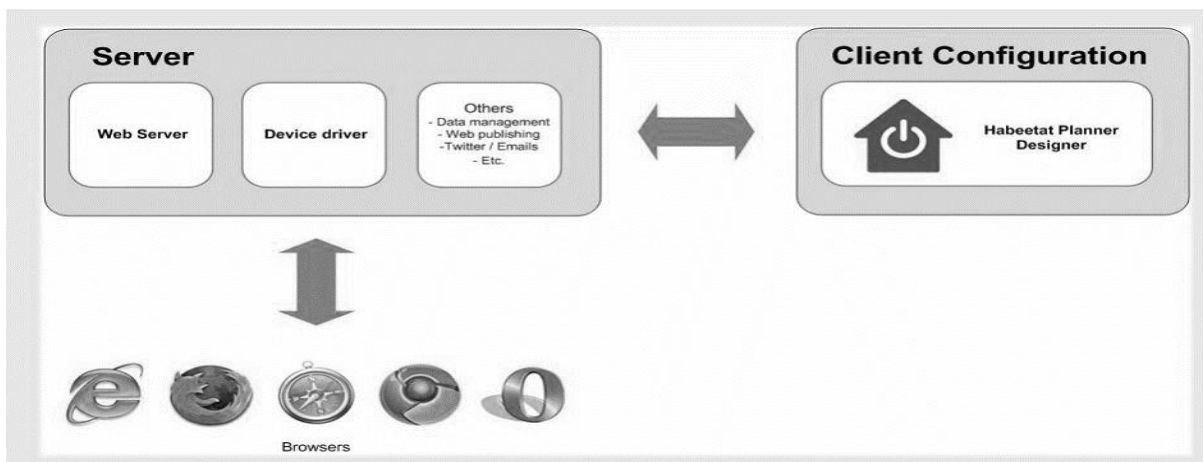 Server
Web Server
Device driver
Others
- Data management
- Web publishing
-Twitter / Emails
- Etc.
Client Configuration
Habeetat Planner
Designer
Browsers